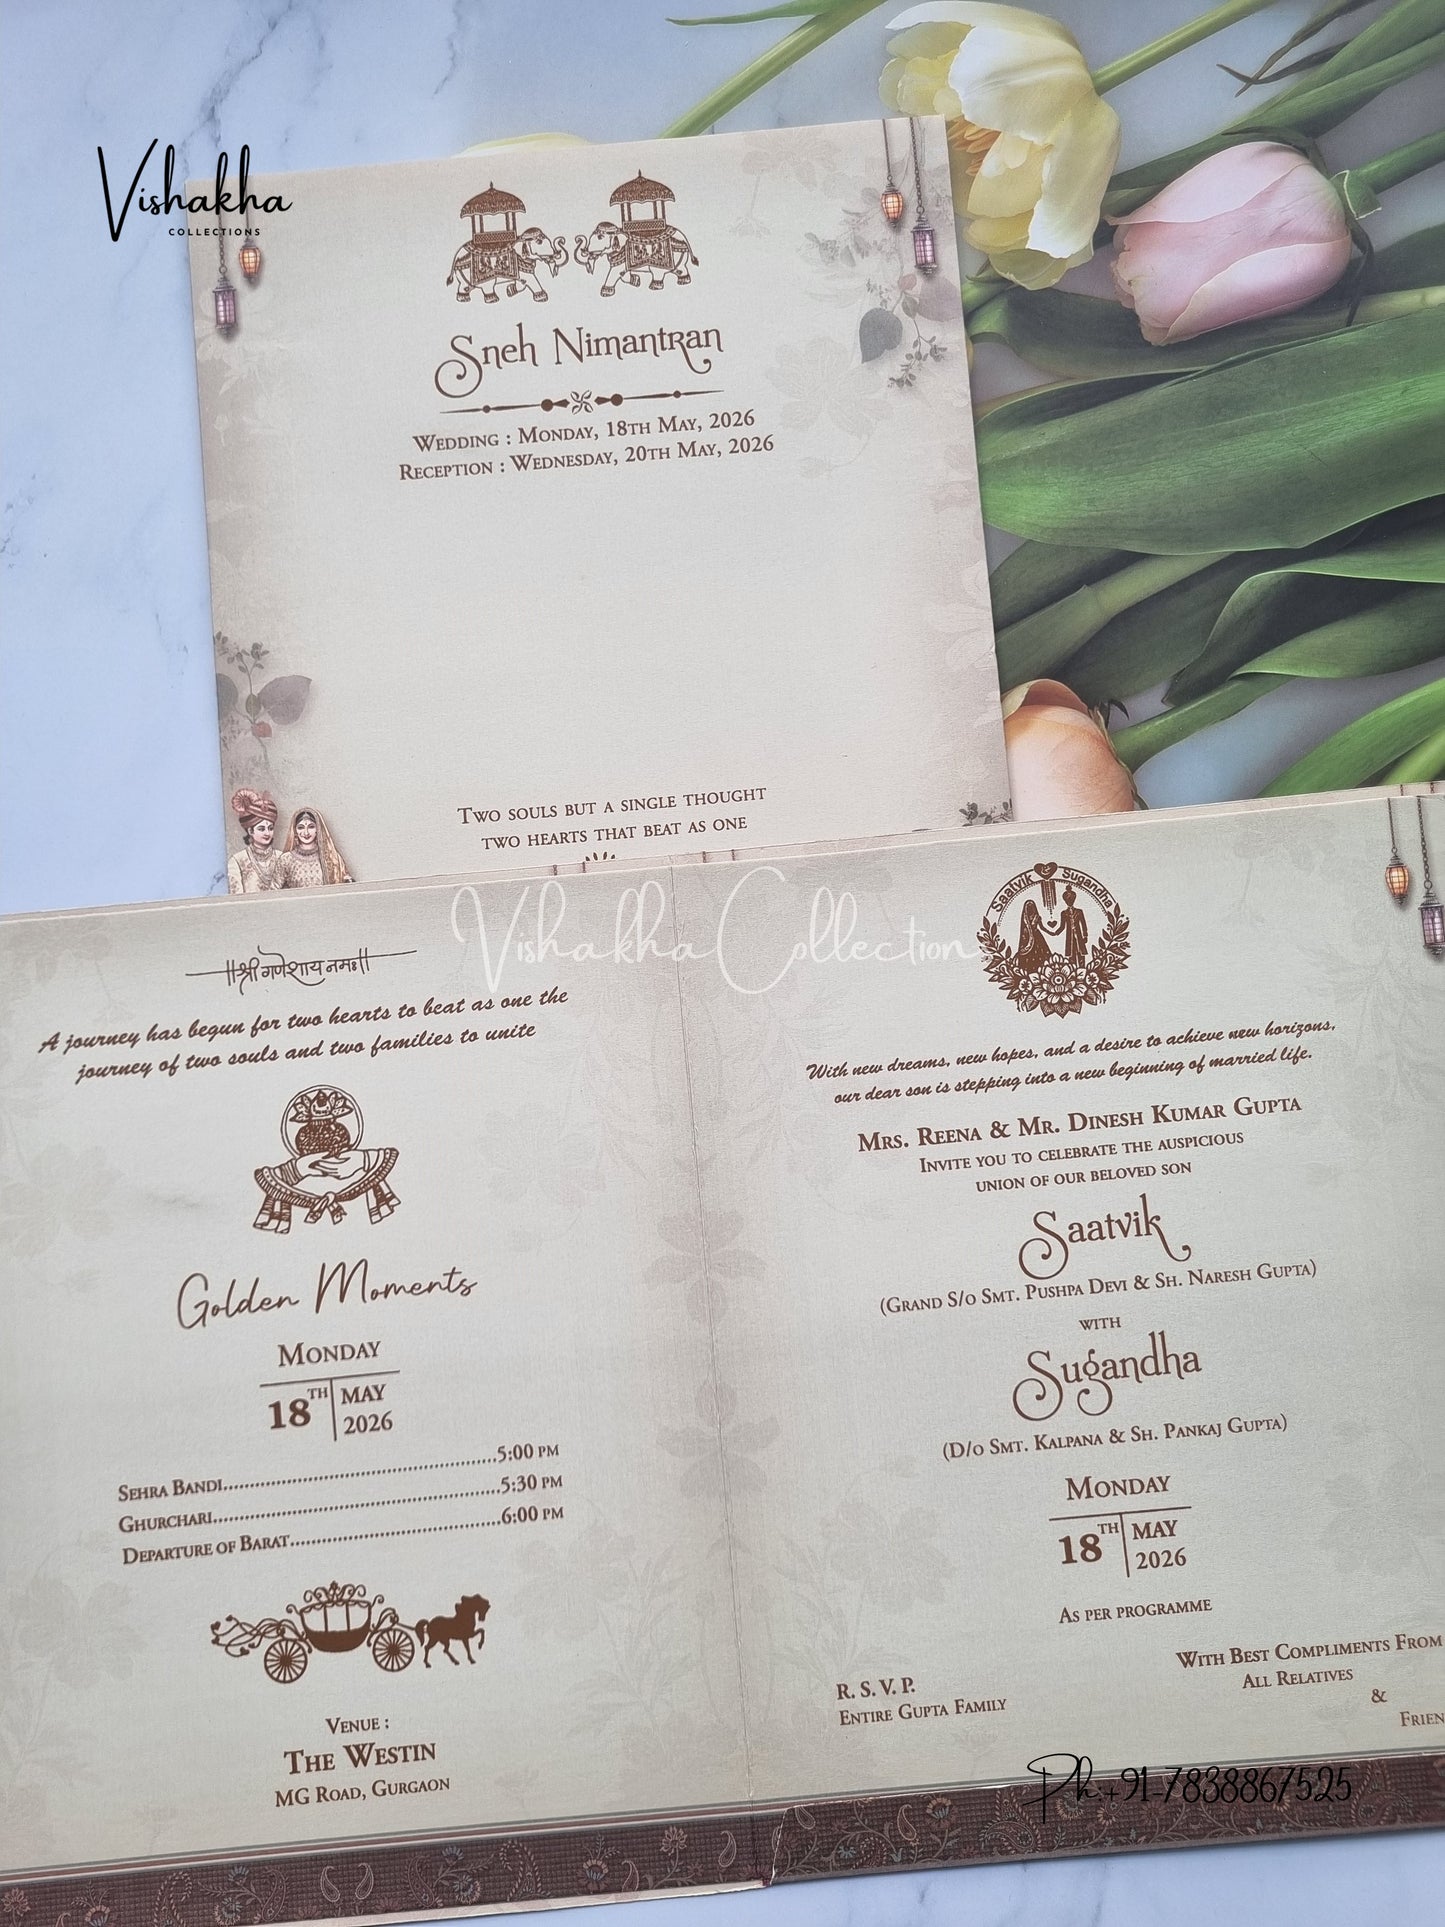 Vishakha
COLLECTIONS
Sneh Nimantran
Wedding : Monday, 18th May, 2026
Reception : Wednesday, 20th May, 2026
Two souls but a single thought
two hearts that beat as one
Vishakha Collection
॥श्री गणेशाय नमः॥
A journey has begun for two hearts to beat as one the
journey of two souls and two families to unite
Golden Moments
Monday
18TH MAY
2026
Sehra Bandi..........5:00 pm
Ghurchari..........5:30 pm
Departure of Barat..........6:00 pm
Venue :
The Westin
MG Road, Gurgaon
Saatvik Sugandha
With new dreams, new hopes, and a desire to achieve new horizons,
our dear son is stepping into a new beginning of married life.
Mrs. Reena & Mr. Dinesh Kumar Gupta
Invite you to celebrate the auspicious
union of our beloved son
Saatvik
(Grand S/o Smt. Pushpa Devi & Sh. Naresh Gupta)
with
Sugandha
(D/o Smt. Kalpana & Sh. Pankaj Gupta)
Monday
18TH MAY
2026
As per programme
R. S. V. P.
Entire Gupta Family
With Best Compliments From
All Relatives
&
Frien
Ph:+91-7838867525